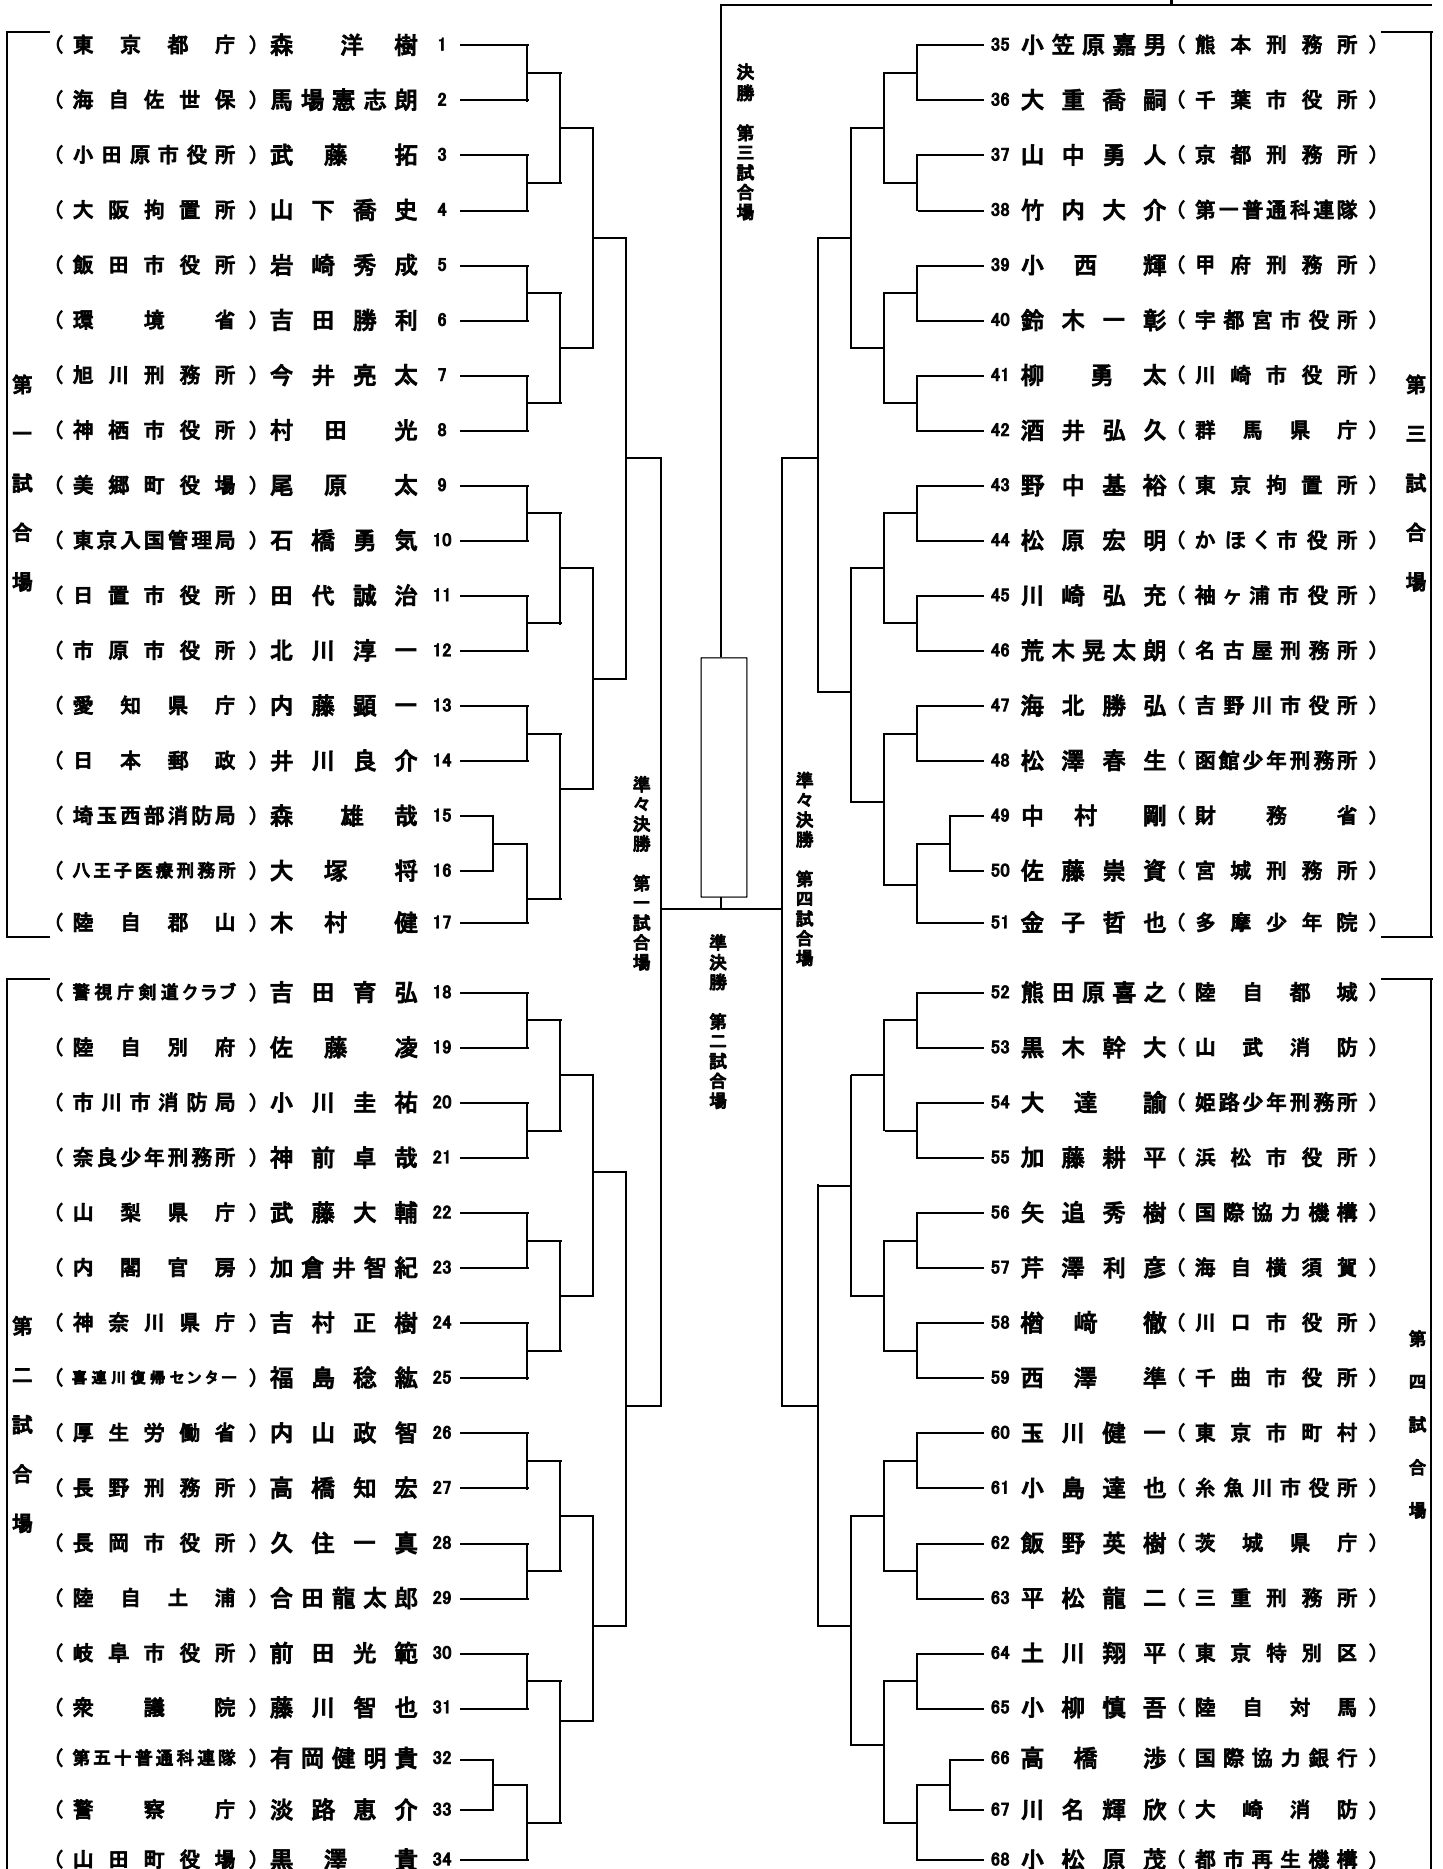 第一試合場
（東京都庁）森洋樹 1
（海自佐世保）馬場憲志朗 2
（小田原市役所）武藤拓 3
（大阪拘置所）山下喬史 4
（飯田市役所）岩崎秀成 5
（環境省）吉田勝利 6
（旭川刑務所）今井亮太 7
（神栖市役所）村田光 8
（美郷町役場）尾原太 9
（東京入国管理局）石橋勇気 10
（日置市役所）田代誠治 11
（市原市役所）北川淳一 12
（愛知県庁）内藤顕一 13
（日本郵政）井川良介 14
（埼玉西部消防局）森雄哉 15
（八王子医療刑務所）大塚将 16
（陸自郡山）木村健 17
第二試合場
（警視庁剣道クラブ）吉田育弘 18
（陸自別府）佐藤凌 19
（市川市消防局）小川圭祐 20
（奈良少年刑務所）神前卓哉 21
（山梨県庁）武藤大輔 22
（内閣官房）加倉井智紀 23
（神奈川県庁）吉村正樹 24
（喜連川復帰センター）福島稔紘 25
（厚生労働省）内山政智 26
（長野刑務所）高橋知宏 27
（長岡市役所）久住一真 28
（陸自土浦）合田龍太郎 29
（岐阜市役所）前田光範 30
（衆議院）藤川智也 31
（第五十普通科連隊）有岡健明貴 32
（警察庁）淡路恵介 33
（山田町役場）黒澤貴 34
準々決勝 第一試合場
準決勝 第二試合場
決勝 第三試合場
準々決勝 第四試合場
35 小笠原嘉男（熊本刑務所）
36 大重喬嗣（千葉市役所）
37 山中勇人（京都刑務所）
38 竹内大介（第一普通科連隊）
39 小西輝（甲府刑務所）
40 鈴木一彰（宇都宮市役所）
41 柳勇太（川崎市役所）
42 酒井弘久（群馬県庁）
43 野中基裕（東京拘置所）
44 松原宏明（かほく市役所）
45 川崎弘充（袖ヶ浦市役所）
46 荒木晃太朗（名古屋刑務所）
47 海北勝弘（吉野川市役所）
48 松澤春生（函館少年刑務所）
49 中村剛（財務省）
50 佐藤崇資（宮城刑務所）
51 金子哲也（多摩少年院）
第三試合場
52 熊田原喜之（陸自都城）
53 黒木幹大（山武消防）
54 大達諭（姫路少年刑務所）
55 加藤耕平（浜松市役所）
56 矢追秀樹（国際協力機構）
57 芹澤利彦（海自横須賀）
58 楢﨑徹（川口市役所）
59 西澤準（千曲市役所）
60 玉川健一（東京市町村）
61 小島達也（糸魚川市役所）
62 飯野英樹（茨城県庁）
63 平松龍二（三重刑務所）
64 土川翔平（東京特別区）
65 小柳慎吾（陸自対馬）
66 高橋渉（国際協力銀行）
67 川名輝欣（大崎消防）
68 小松原茂（都市再生機構）
第四試合場